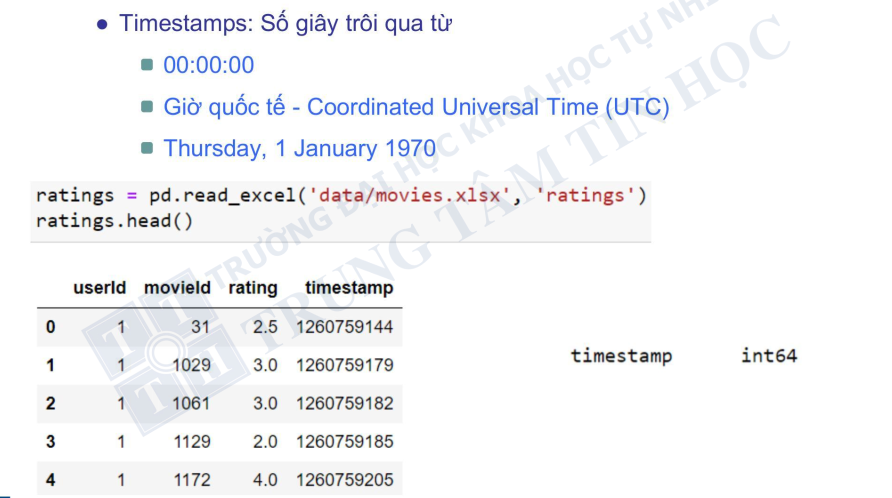 Timestamps: Số giây trôi qua từ
00:00:00
Giờ quốc tế - Coordinated Universal Time (UTC)
Thursday, 1 January 1970
ratings = pd.read_excel('data/movies.xlsx', 'ratings')
ratings.head()
userId movieId rating timestamp
0 1 31 2.5 1260759144
1 1 1029 3.0 1260759179
2 1 1061 3.0 1260759182
3 1 1129 2.0 1260759185
4 1 1172 4.0 1260759205
timestamp int64
TRƯỜNG ĐẠI HỌC KHOA HỌC TỰ NHI
TRUNG TÂM TIN HỌC